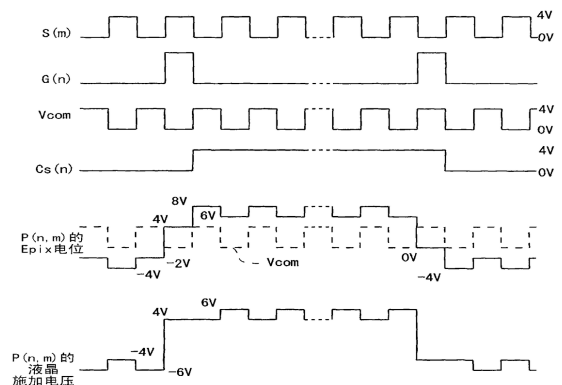 S(m)
4V
0V
G(n)
Vcom
4V
0V
Cs(n)
4V
0V
8V
4V
6V
P(n,m)的
Epix电位
-4V
-2V
Vcom
0V
-4V
4V
6V
-4V
-6V
P(n,m)的
液晶
施加电压